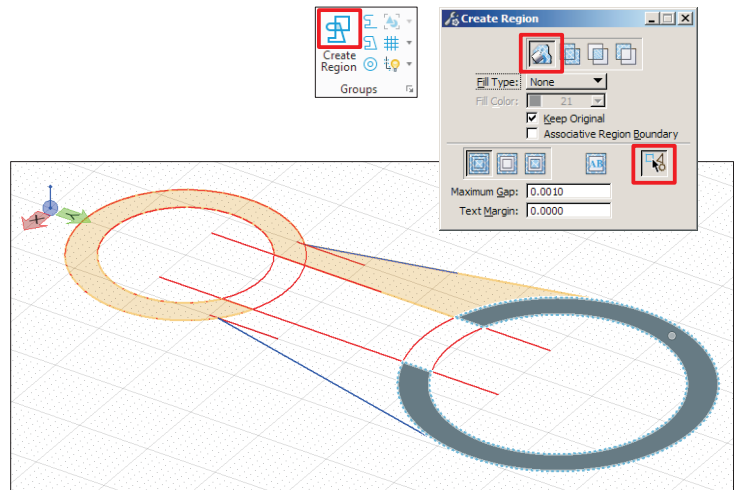 Create
Region
Groups
Create Region
Fill Type: None
Fill Color: 21
Keep Original
Associative Region Boundary
AB
Maximum Gap: 0.0010
Text Margin: 0.0000
X
Y